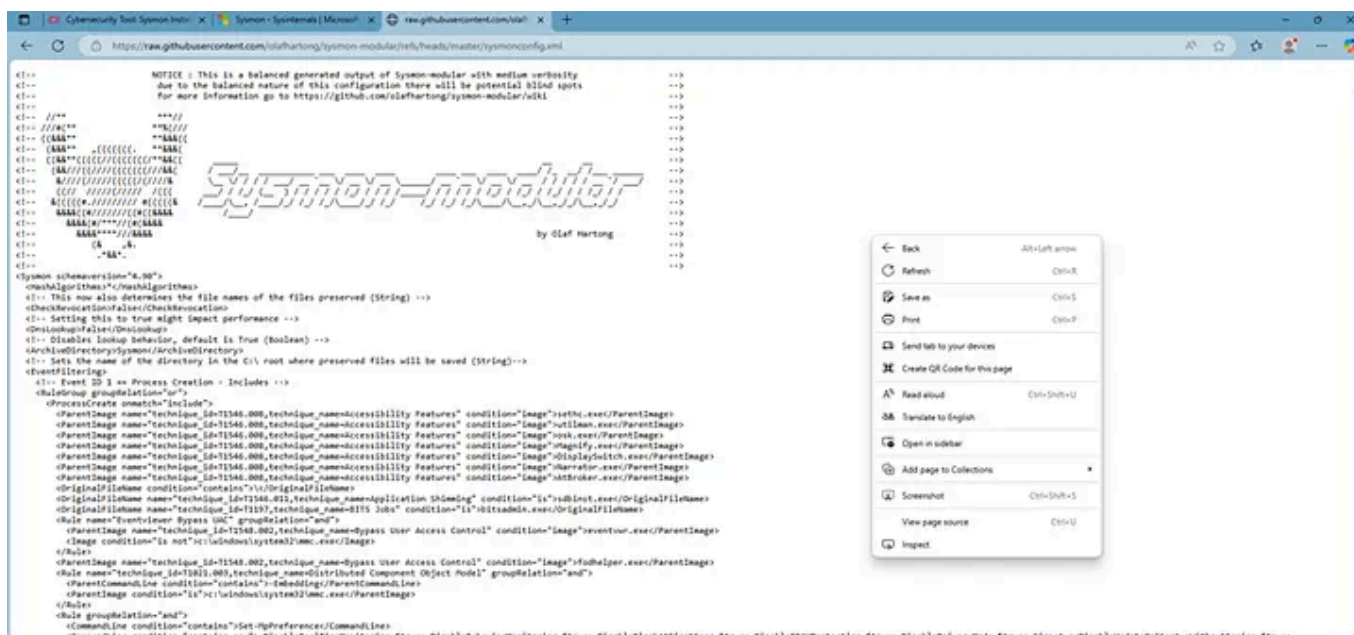 Cybersecurity Tool: Sysmon Instal
Sysmon - Sysinternals | Microsof
raw.githubusercontent.com/olafh
https://raw.githubusercontent.com/olafhartong/sysmon-modular/refs/heads/master/sysmonconfig.xml
<!-- NOTICE : This is a balanced generated output of Sysmon-modular with medium verbosity -->
<!-- due to the balanced nature of this configuration there will be potential blind spots -->
<!-- for more information go to https://github.com/olafhartong/sysmon-modular/wiki -->
Sysmon-modular
by Olaf Hartong
<Sysmon schemaversion="4.90">
<HashAlgorithms>*</HashAlgorithms>
<!-- This now also determines the file names of the files preserved (String) -->
<CheckRevocation>False</CheckRevocation>
<!-- Setting this to true might impact performance -->
<DnsLookup>False</DnsLookup>
<!-- Disables lookup behavior, default is True (Boolean) -->
<ArchiveDirectory>Sysmon</ArchiveDirectory>
<!-- Sets the name of the directory in the C:\ root where preserved files will be saved (String)-->
<EventFiltering>
<!-- Event ID 1 == Process Creation - Includes -->
<RuleGroup groupRelation="or">
<ProcessCreate onmatch="include">
<ParentImage name="technique_id=T1546.008,technique_name=Accessibility Features" condition="image">sethc.exe</ParentImage>
<ParentImage name="technique_id=T1546.008,technique_name=Accessibility Features" condition="image">utilman.exe</ParentImage>
<ParentImage name="technique_id=T1546.008,technique_name=Accessibility Features" condition="image">osk.exe</ParentImage>
<ParentImage name="technique_id=T1546.008,technique_name=Accessibility Features" condition="image">Magnify.exe</ParentImage>
<ParentImage name="technique_id=T1546.008,technique_name=Accessibility Features" condition="image">DisplaySwitch.exe</ParentImage>
<ParentImage name="technique_id=T1546.008,technique_name=Accessibility Features" condition="image">Narrator.exe</ParentImage>
<ParentImage name="technique_id=T1546.008,technique_name=Accessibility Features" condition="image">AtBroker.exe</ParentImage>
<OriginalFileName condition="contains">\</OriginalFileName>
<OriginalFileName name="technique_id=T1546.011,technique_name=Application Shimming" condition="is">sdbinst.exe</OriginalFileName>
<OriginalFileName name="technique_id=T1197,technique_name=BITS Jobs" condition="is">bitsadmin.exe</OriginalFileName>
<Rule name="Eventviewer Bypass UAC" groupRelation="and">
<ParentImage name="technique_id=T1548.002,technique_name=Bypass User Access Control" condition="image">eventvwr.exe</ParentImage>
<Image condition="is not">c:\windows\system32\mmc.exe</Image>
</Rule>
<ParentImage name="technique_id=T1548.002,technique_name=Bypass User Access Control" condition="image">fodhelper.exe</ParentImage>
<Rule name="technique_id=T1021.003,technique_name=Distributed Component Object Model" groupRelation="and">
<ParentCommandLine condition="contains">-Embedding</ParentCommandLine>
<ParentImage condition="is">c:\windows\system32\mmc.exe</ParentImage>
</Rule>
<Rule groupRelation="and">
<CommandLine condition="contains">Set-MpPreference</CommandLine>
Back Alt+Left arrow
Refresh Ctrl+R
Save as Ctrl+S
Print Ctrl+P
Send tab to your devices
Create QR Code for this page
Read aloud Ctrl+Shift+U
Translate to English
Open in sidebar
Add page to Collections
Screenshot Ctrl+Shift+S
View page source Ctrl+U
Inspect